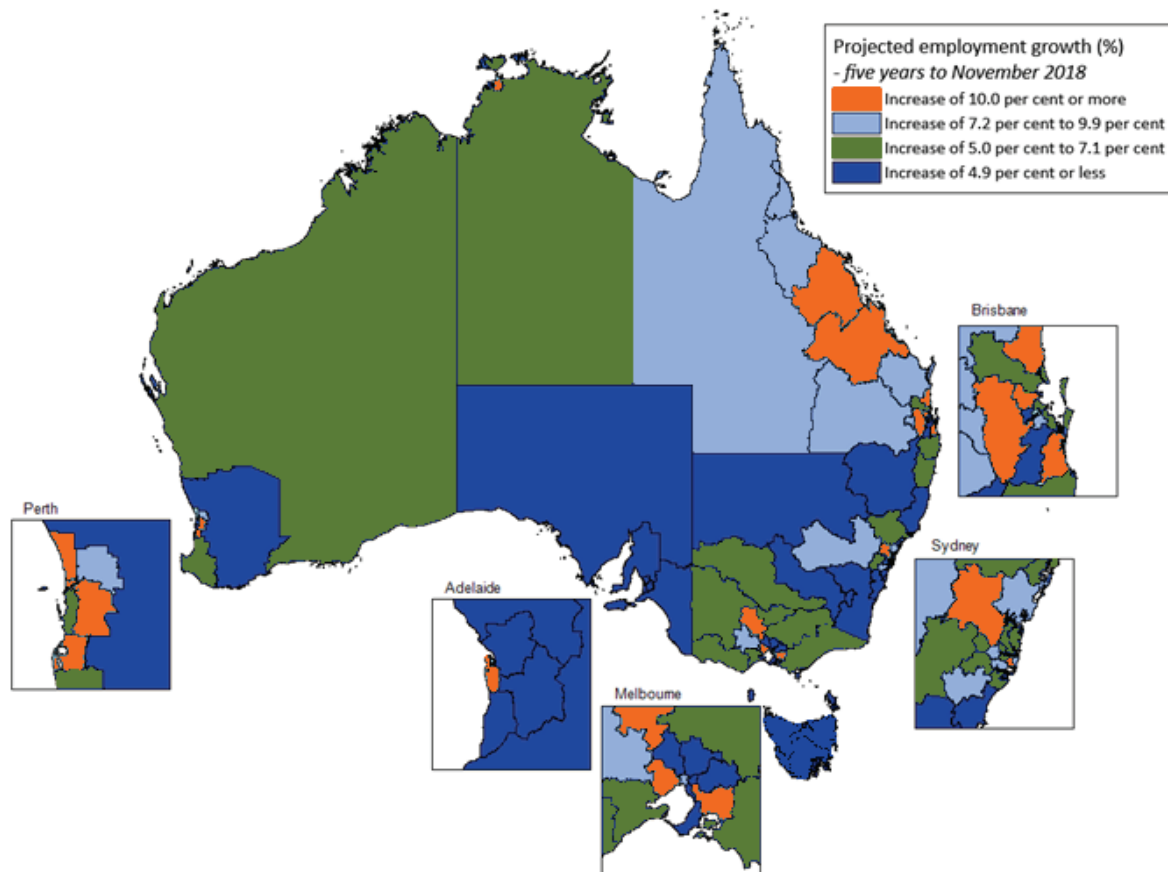 Projected employment growth (%)
- five years to November 2018
Increase of 10.0 per cent or more
Increase of 7.2 per cent to 9.9 per cent
Increase of 5.0 per cent to 7.1 per cent
Increase of 4.9 per cent or less
Brisbane
Perth
Sydney
Adelaide
Melbourne